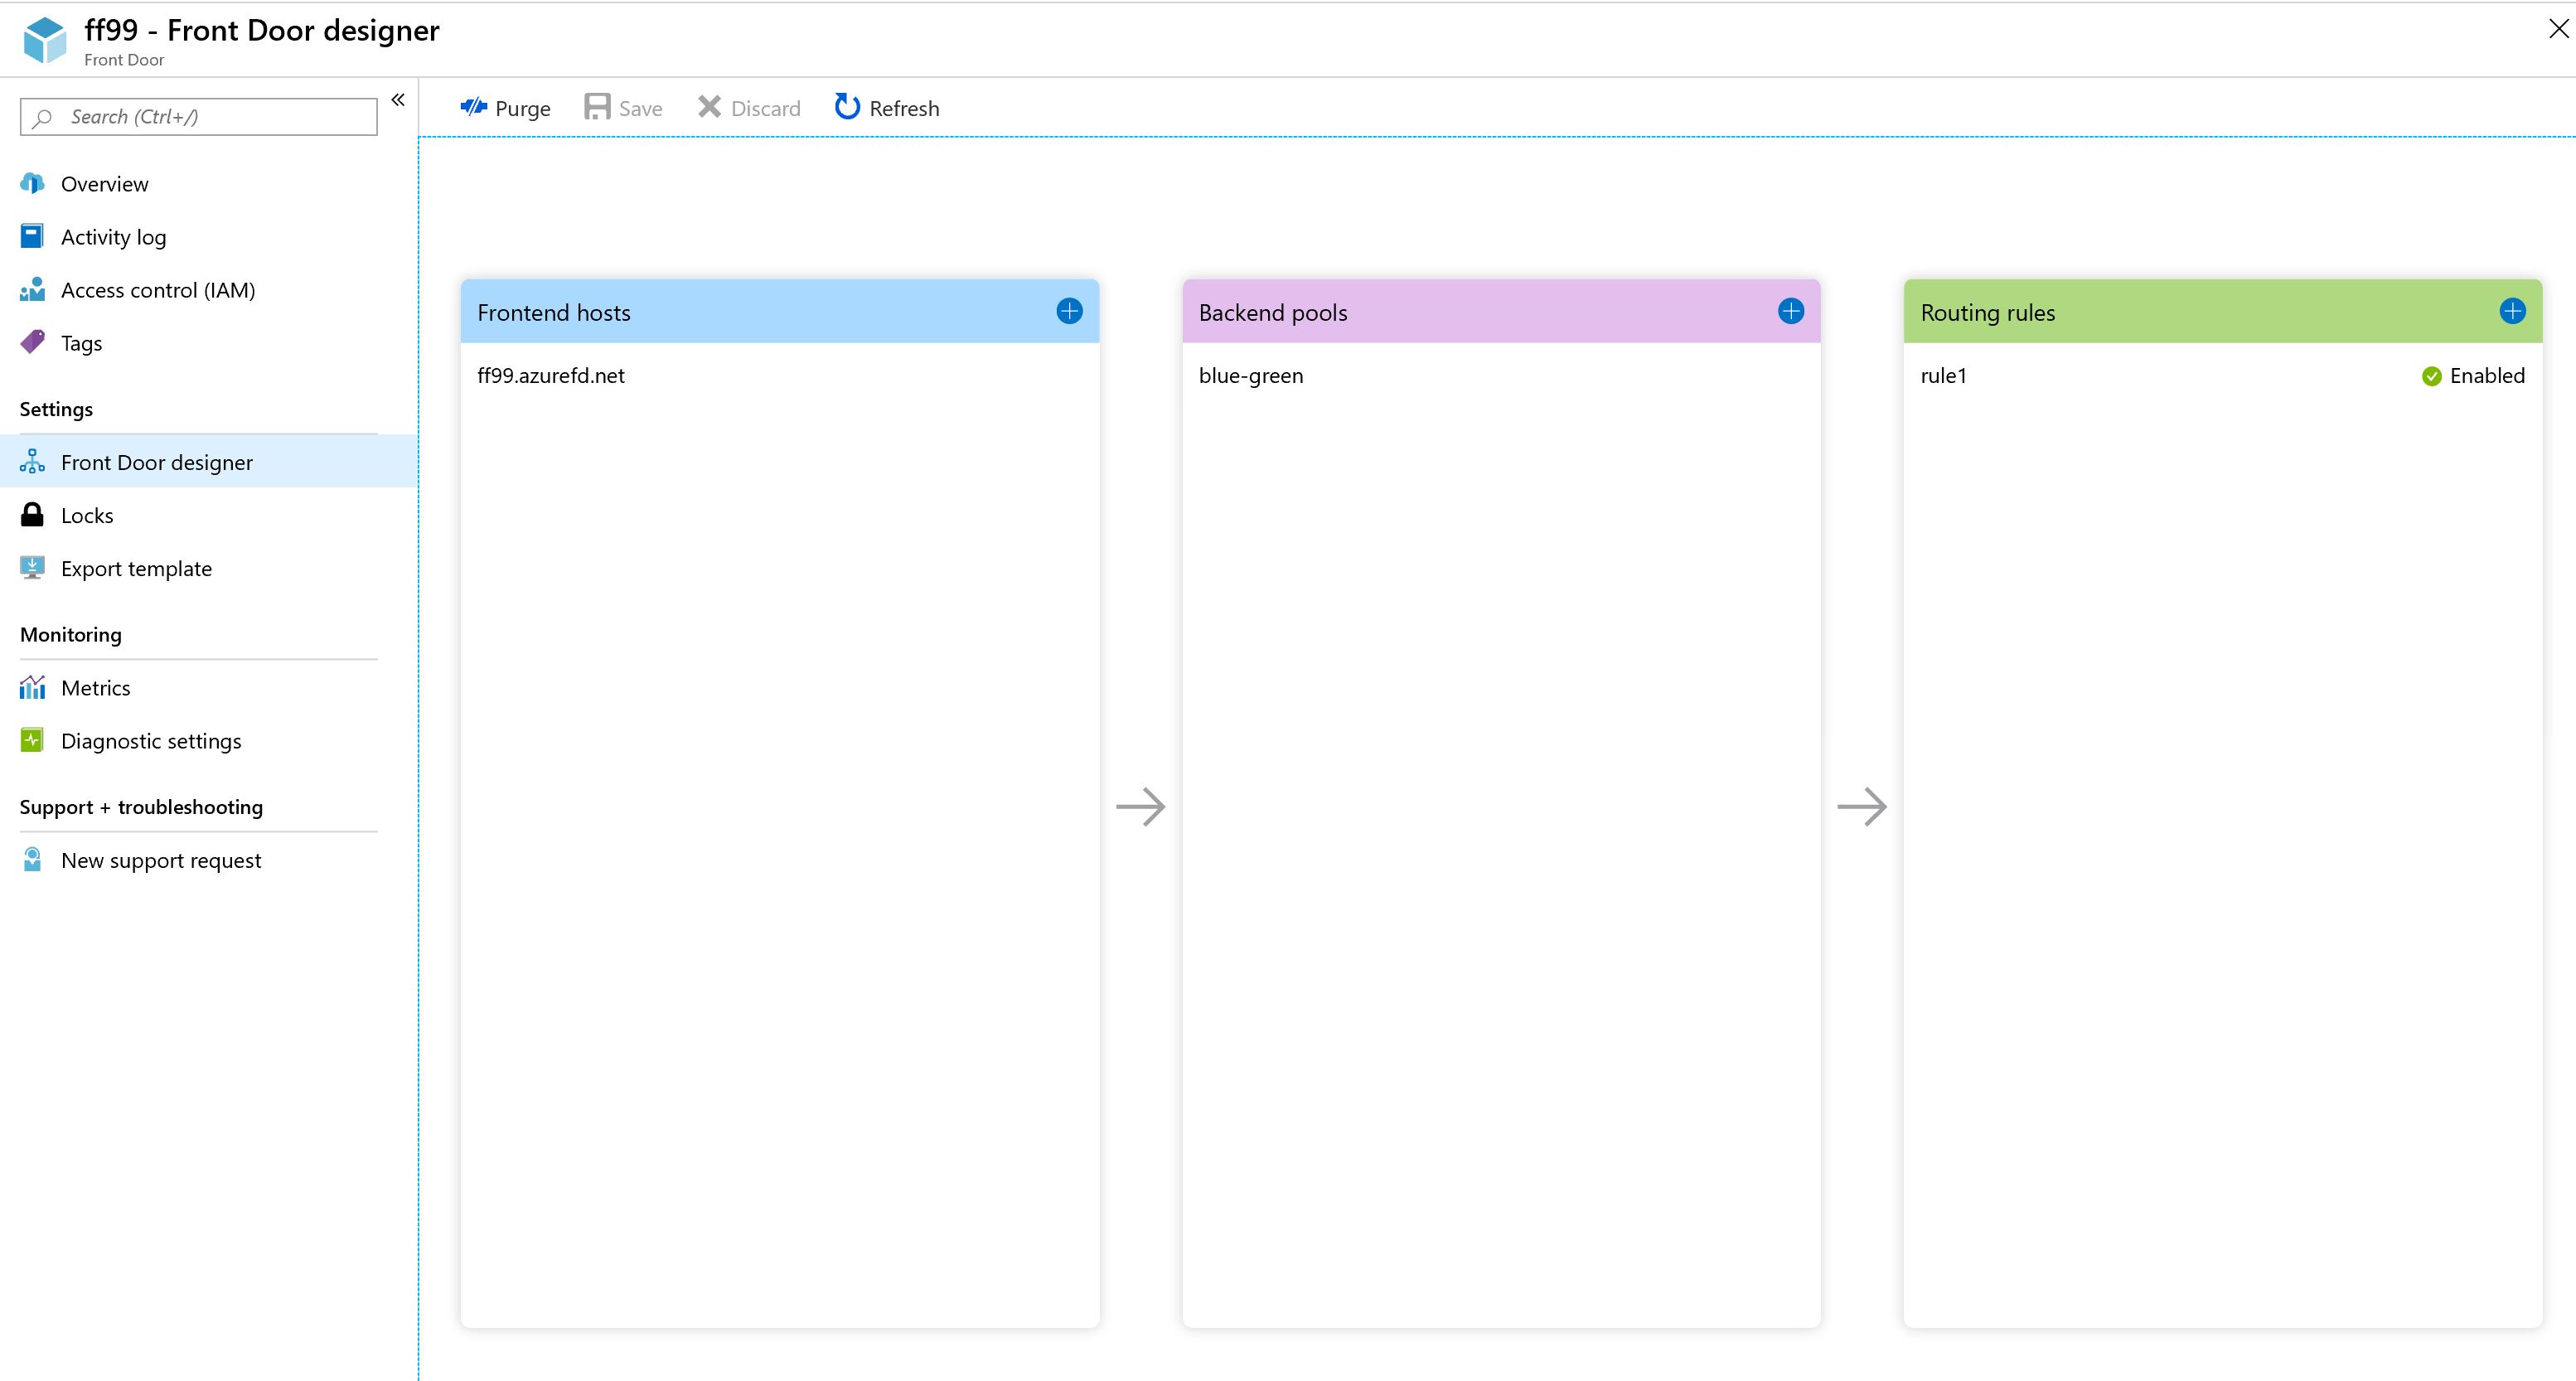 ff99 - Front Door designer
Front Door
Search (Ctrl+/)
Overview
Activity log
Access control (IAM)
Tags
Settings
Front Door designer
Locks
Export template
Monitoring
Metrics
Diagnostic settings
Support + troubleshooting
New support request
Purge
Save
Discard
Refresh
Frontend hosts
ff99.azurefd.net
Backend pools
blue-green
Routing rules
rule1
Enabled